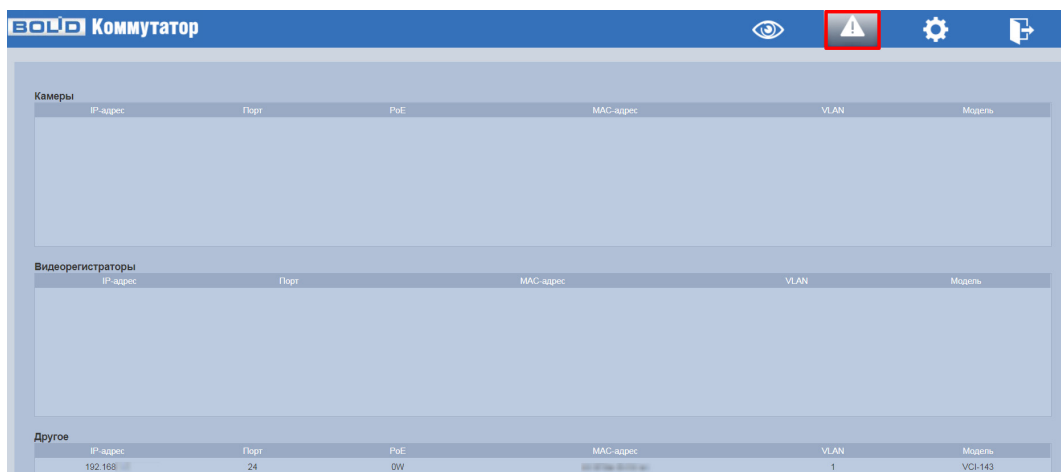 BOLID Коммутатор
Камеры
IP-адрес Порт PoE MAC-адрес VLAN Модель
Видеорегистраторы
IP-адрес Порт MAC-адрес VLAN Модель
Другое
IP-адрес Порт PoE MAC-адрес VLAN Модель
192.168 24 0W 1 VCI-143